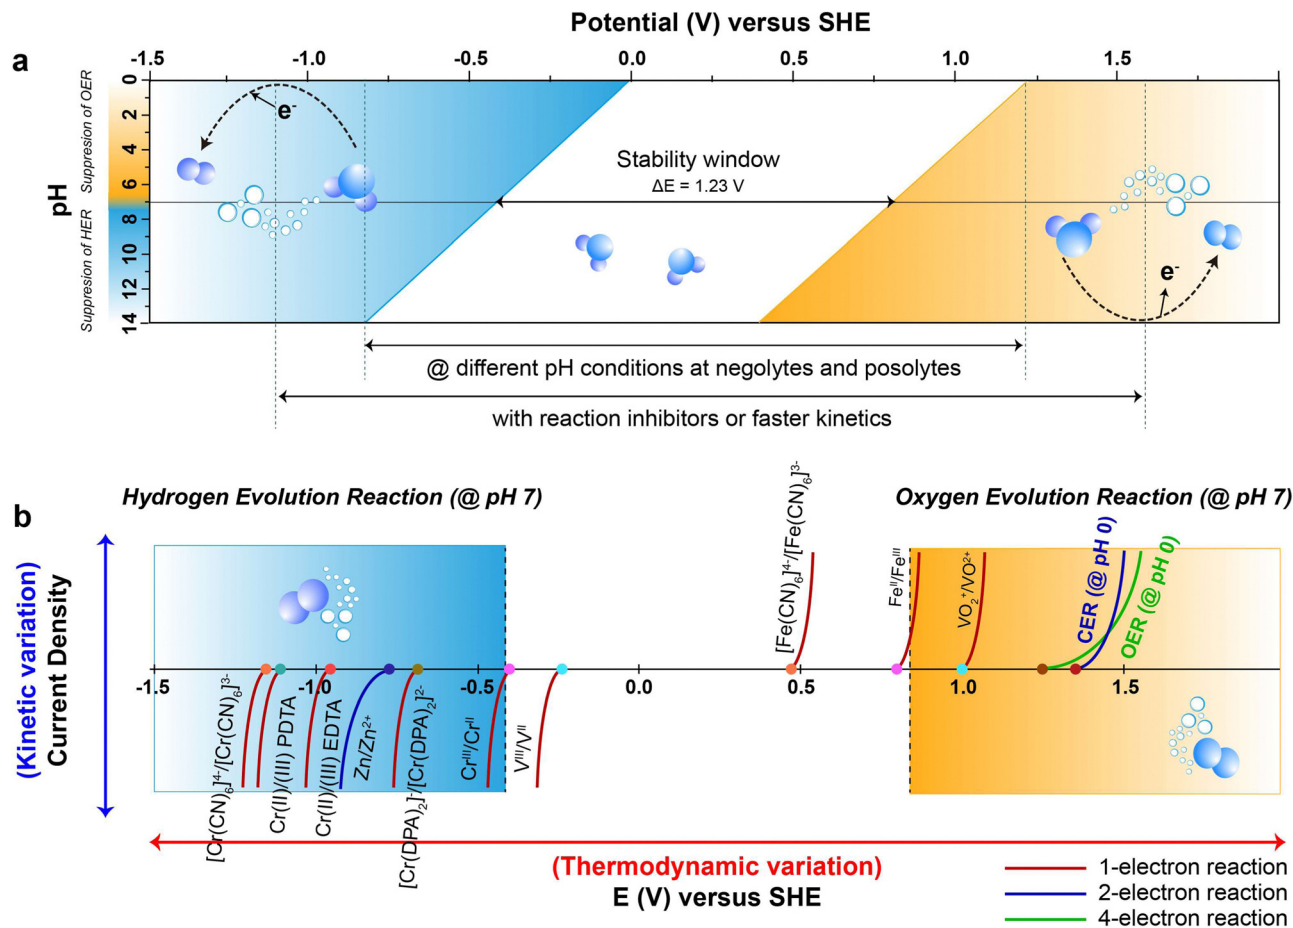 Potential (V) versus SHE
a
-1.5 -1.0 -0.5 0.0 0.5 1.0 1.5
pH
0
2
4
6
8
10
12
14
Suppresion of OER
Suppresion of HER
e-
Stability window
ΔE = 1.23 V
e-
@ different pH conditions at negolytes and posolytes
with reaction inhibitors or faster kinetics
b
Hydrogen Evolution Reaction (@ pH 7)
Oxygen Evolution Reaction (@ pH 7)
(Kinetic variation)
Current Density
-1.5 -1.0 -0.5 0.0 0.5 1.0 1.5
[Cr(CN)6]4-/[Cr(CN)6]3-
Cr(II)/(III) PDTA
Cr(II)/(III) EDTA
Zn/Zn2+
[Cr(DPA)2]-/[Cr(DPA)2]2-
CrIII/CrII
VIII/VII
[Fe(CN)6]4-/[Fe(CN)6]3-
FeII/FeIII
VO2+/VO2+
CER (@ pH 0)
OER (@ pH 0)
(Thermodynamic variation)
E (V) versus SHE
1-electron reaction
2-electron reaction
4-electron reaction